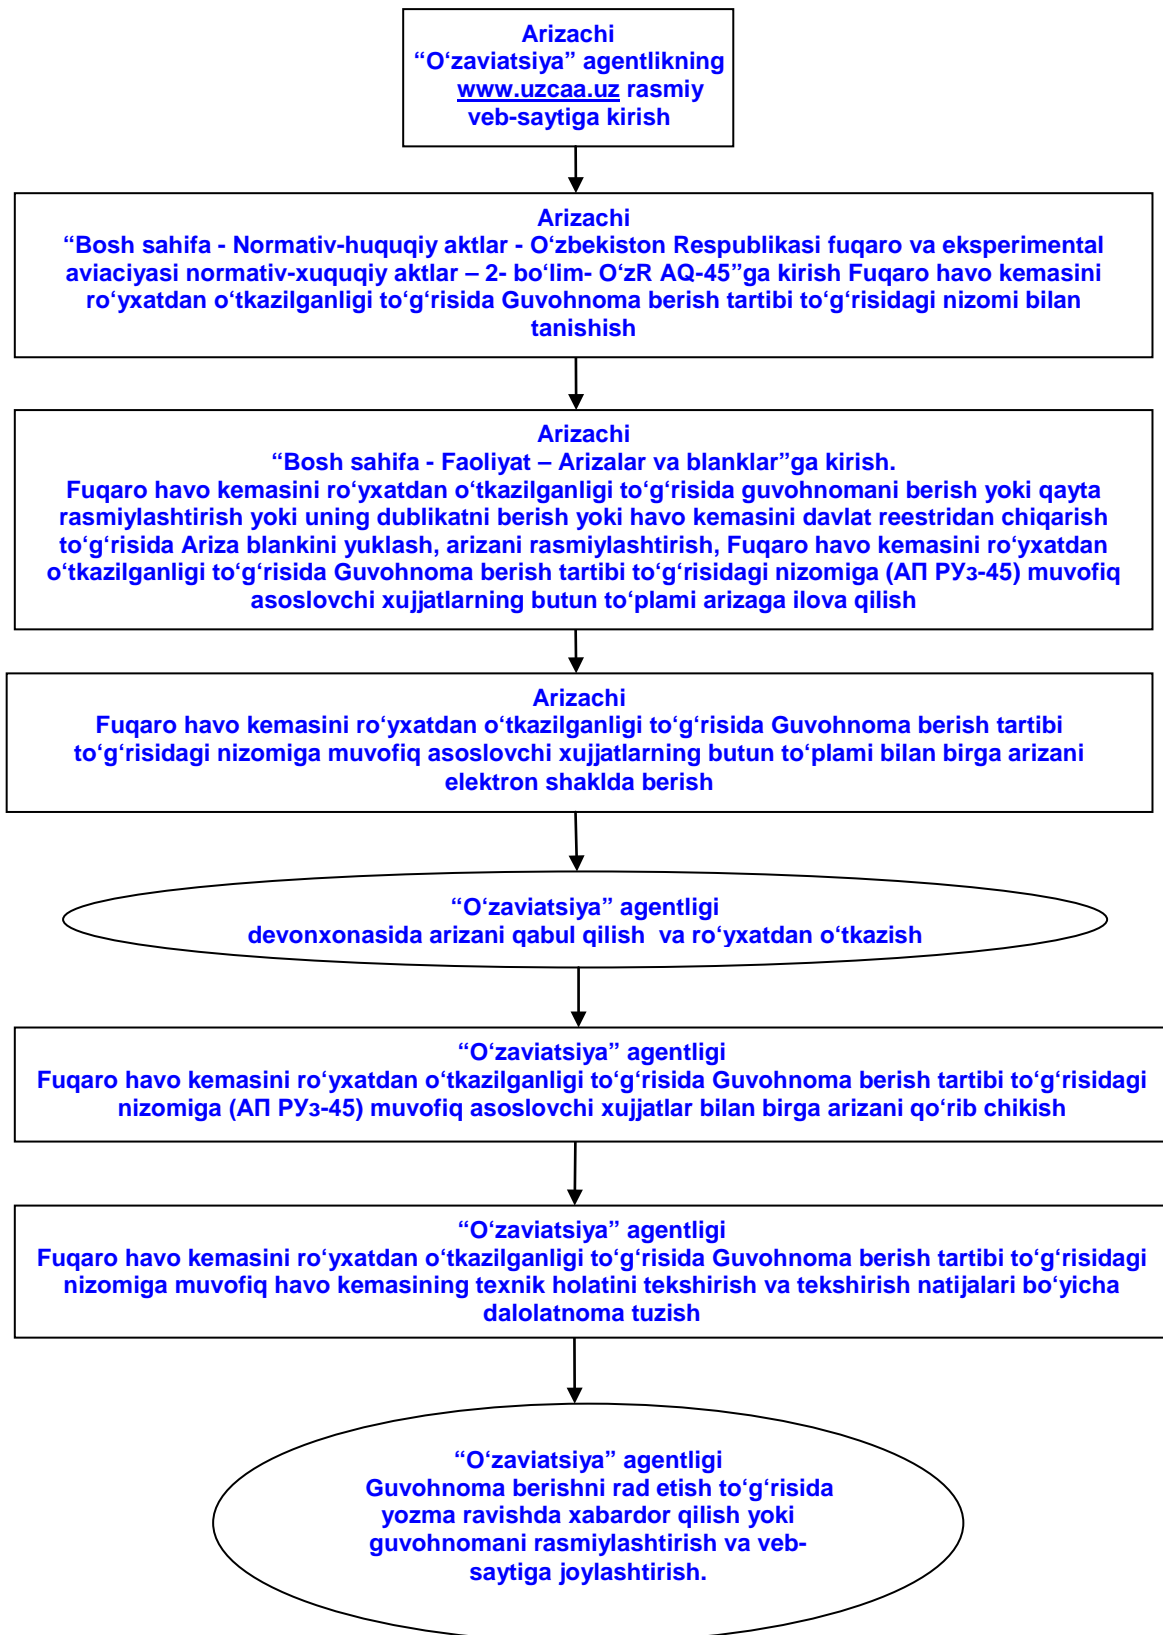 Arizachi
“O‘zaviatsiya” agentlikning
www.uzcaa.uz rasmiy
veb-saytiga kirish
Arizachi
“Bosh sahifa - Normativ-huquqiy aktlar - O‘zbekiston Respublikasi fuqaro va eksperimental
aviaciyasi normativ-xuquqiy aktlar – 2- bo‘lim- O‘zR AQ-45”ga kirish Fuqaro havo kemasini
ro‘yxatdan o‘tkazilganligi to‘g‘risida Guvohnoma berish tartibi to‘g‘risidagi nizomi bilan
tanishish
Arizachi
“Bosh sahifa - Faoliyat – Arizalar va blanklar”ga kirish.
Fuqaro havo kemasini ro‘yxatdan o‘tkazilganligi to‘g‘risida guvohnomani berish yoki qayta
rasmiylashtirish yoki uning dublikatni berish yoki havo kemasini davlat reestridan chiqarish
to‘g‘risida Ariza blankini yuklash, arizani rasmiylashtirish, Fuqaro havo kemasini ro‘yxatdan
o‘tkazilganligi to‘g‘risida Guvohnoma berish tartibi to‘g‘risidagi nizomiga (АП РУз-45) muvofiq
asoslovchi xujjatlarning butun to‘plami arizaga ilova qilish
Arizachi
Fuqaro havo kemasini ro‘yxatdan o‘tkazilganligi to‘g‘risida Guvohnoma berish tartibi
to‘g‘risidagi nizomiga muvofiq asoslovchi xujjatlarning butun to‘plami bilan birga arizani
elektron shaklda berish
“O‘zaviatsiya” agentligi
devonxonasida arizani qabul qilish va ro‘yxatdan o‘tkazish
“O‘zaviatsiya” agentligi
Fuqaro havo kemasini ro‘yxatdan o‘tkazilganligi to‘g‘risida Guvohnoma berish tartibi to‘g‘risidagi
nizomiga (АП РУз-45) muvofiq asoslovchi xujjatlar bilan birga arizani qo‘rib chikish
“O‘zaviatsiya” agentligi
Fuqaro havo kemasini ro‘yxatdan o‘tkazilganligi to‘g‘risida Guvohnoma berish tartibi to‘g‘risidagi
nizomiga muvofiq havo kemasining texnik holatini tekshirish va tekshirish natijalari bo‘yicha
dalolatnoma tuzish
“O‘zaviatsiya” agentligi
Guvohnoma berishni rad etish to‘g‘risida
yozma ravishda xabardor qilish yoki
guvohnomani rasmiylashtirish va veb-
saytiga joylashtirish.